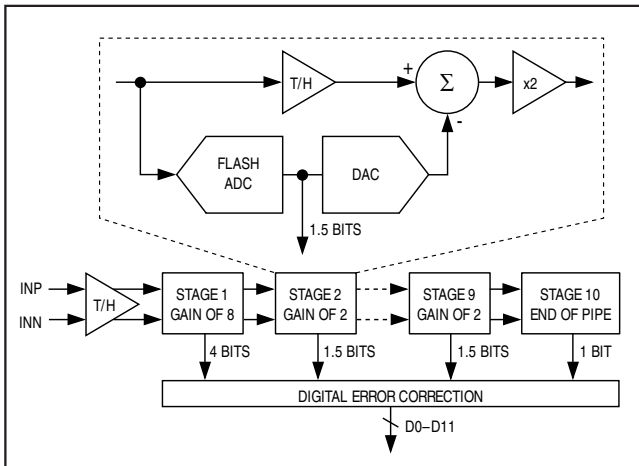 T/H
+
Σ
x2
-
FLASH
ADC
DAC
1.5 BITS
INP
INN
T/H
STAGE 1
GAIN OF 8
STAGE 2
GAIN OF 2
STAGE 9
GAIN OF 2
STAGE 10
END OF PIPE
4 BITS
1.5 BITS
1.5 BITS
1 BIT
DIGITAL ERROR CORRECTION
D0–D11